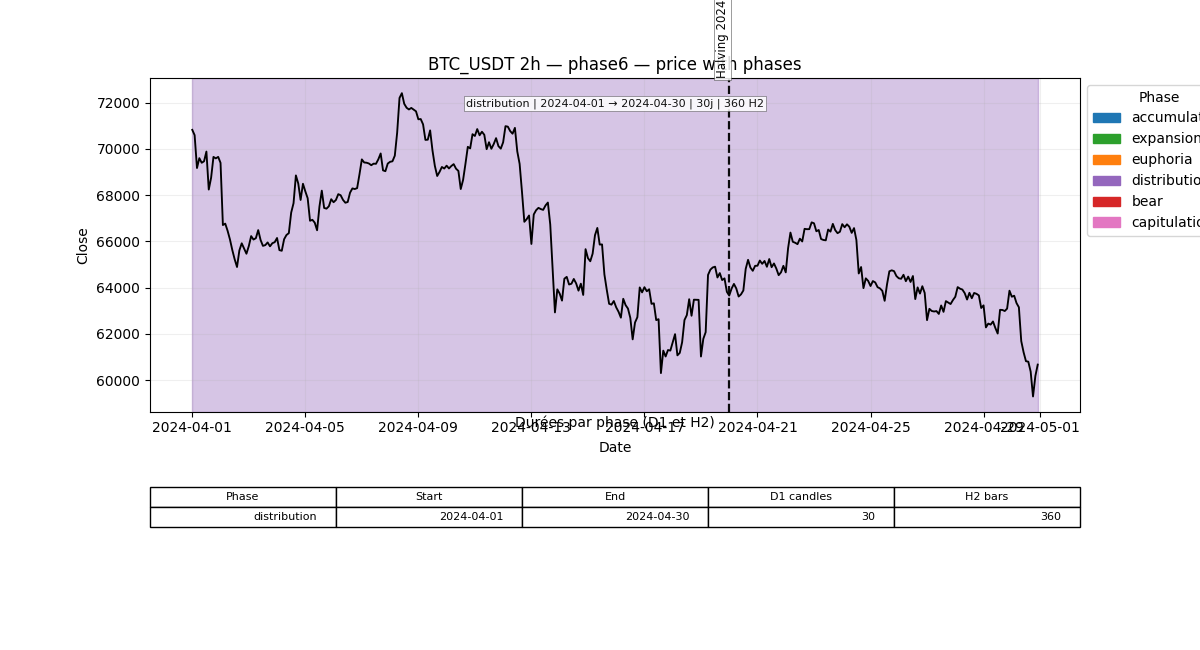 Halving 2024
BTC_USDT 2h — phase6 — price with phases
distribution | 2024-04-01 → 2024-04-30 | 30j | 360 H2
Phase
accumulat
expansion
euphoria
distributio
bear
capitulatio
Close
72000
70000
68000
66000
64000
62000
60000
2024-04-01 2024-04-05 2024-04-09 2024-04-13 2024-04-17 2024-04-21 2024-04-25 2024-04-29 2024-05-01
Durées par phase (D1 et H2)
Date
Phase Start End D1 candles H2 bars
distribution 2024-04-01 2024-04-30 30 360